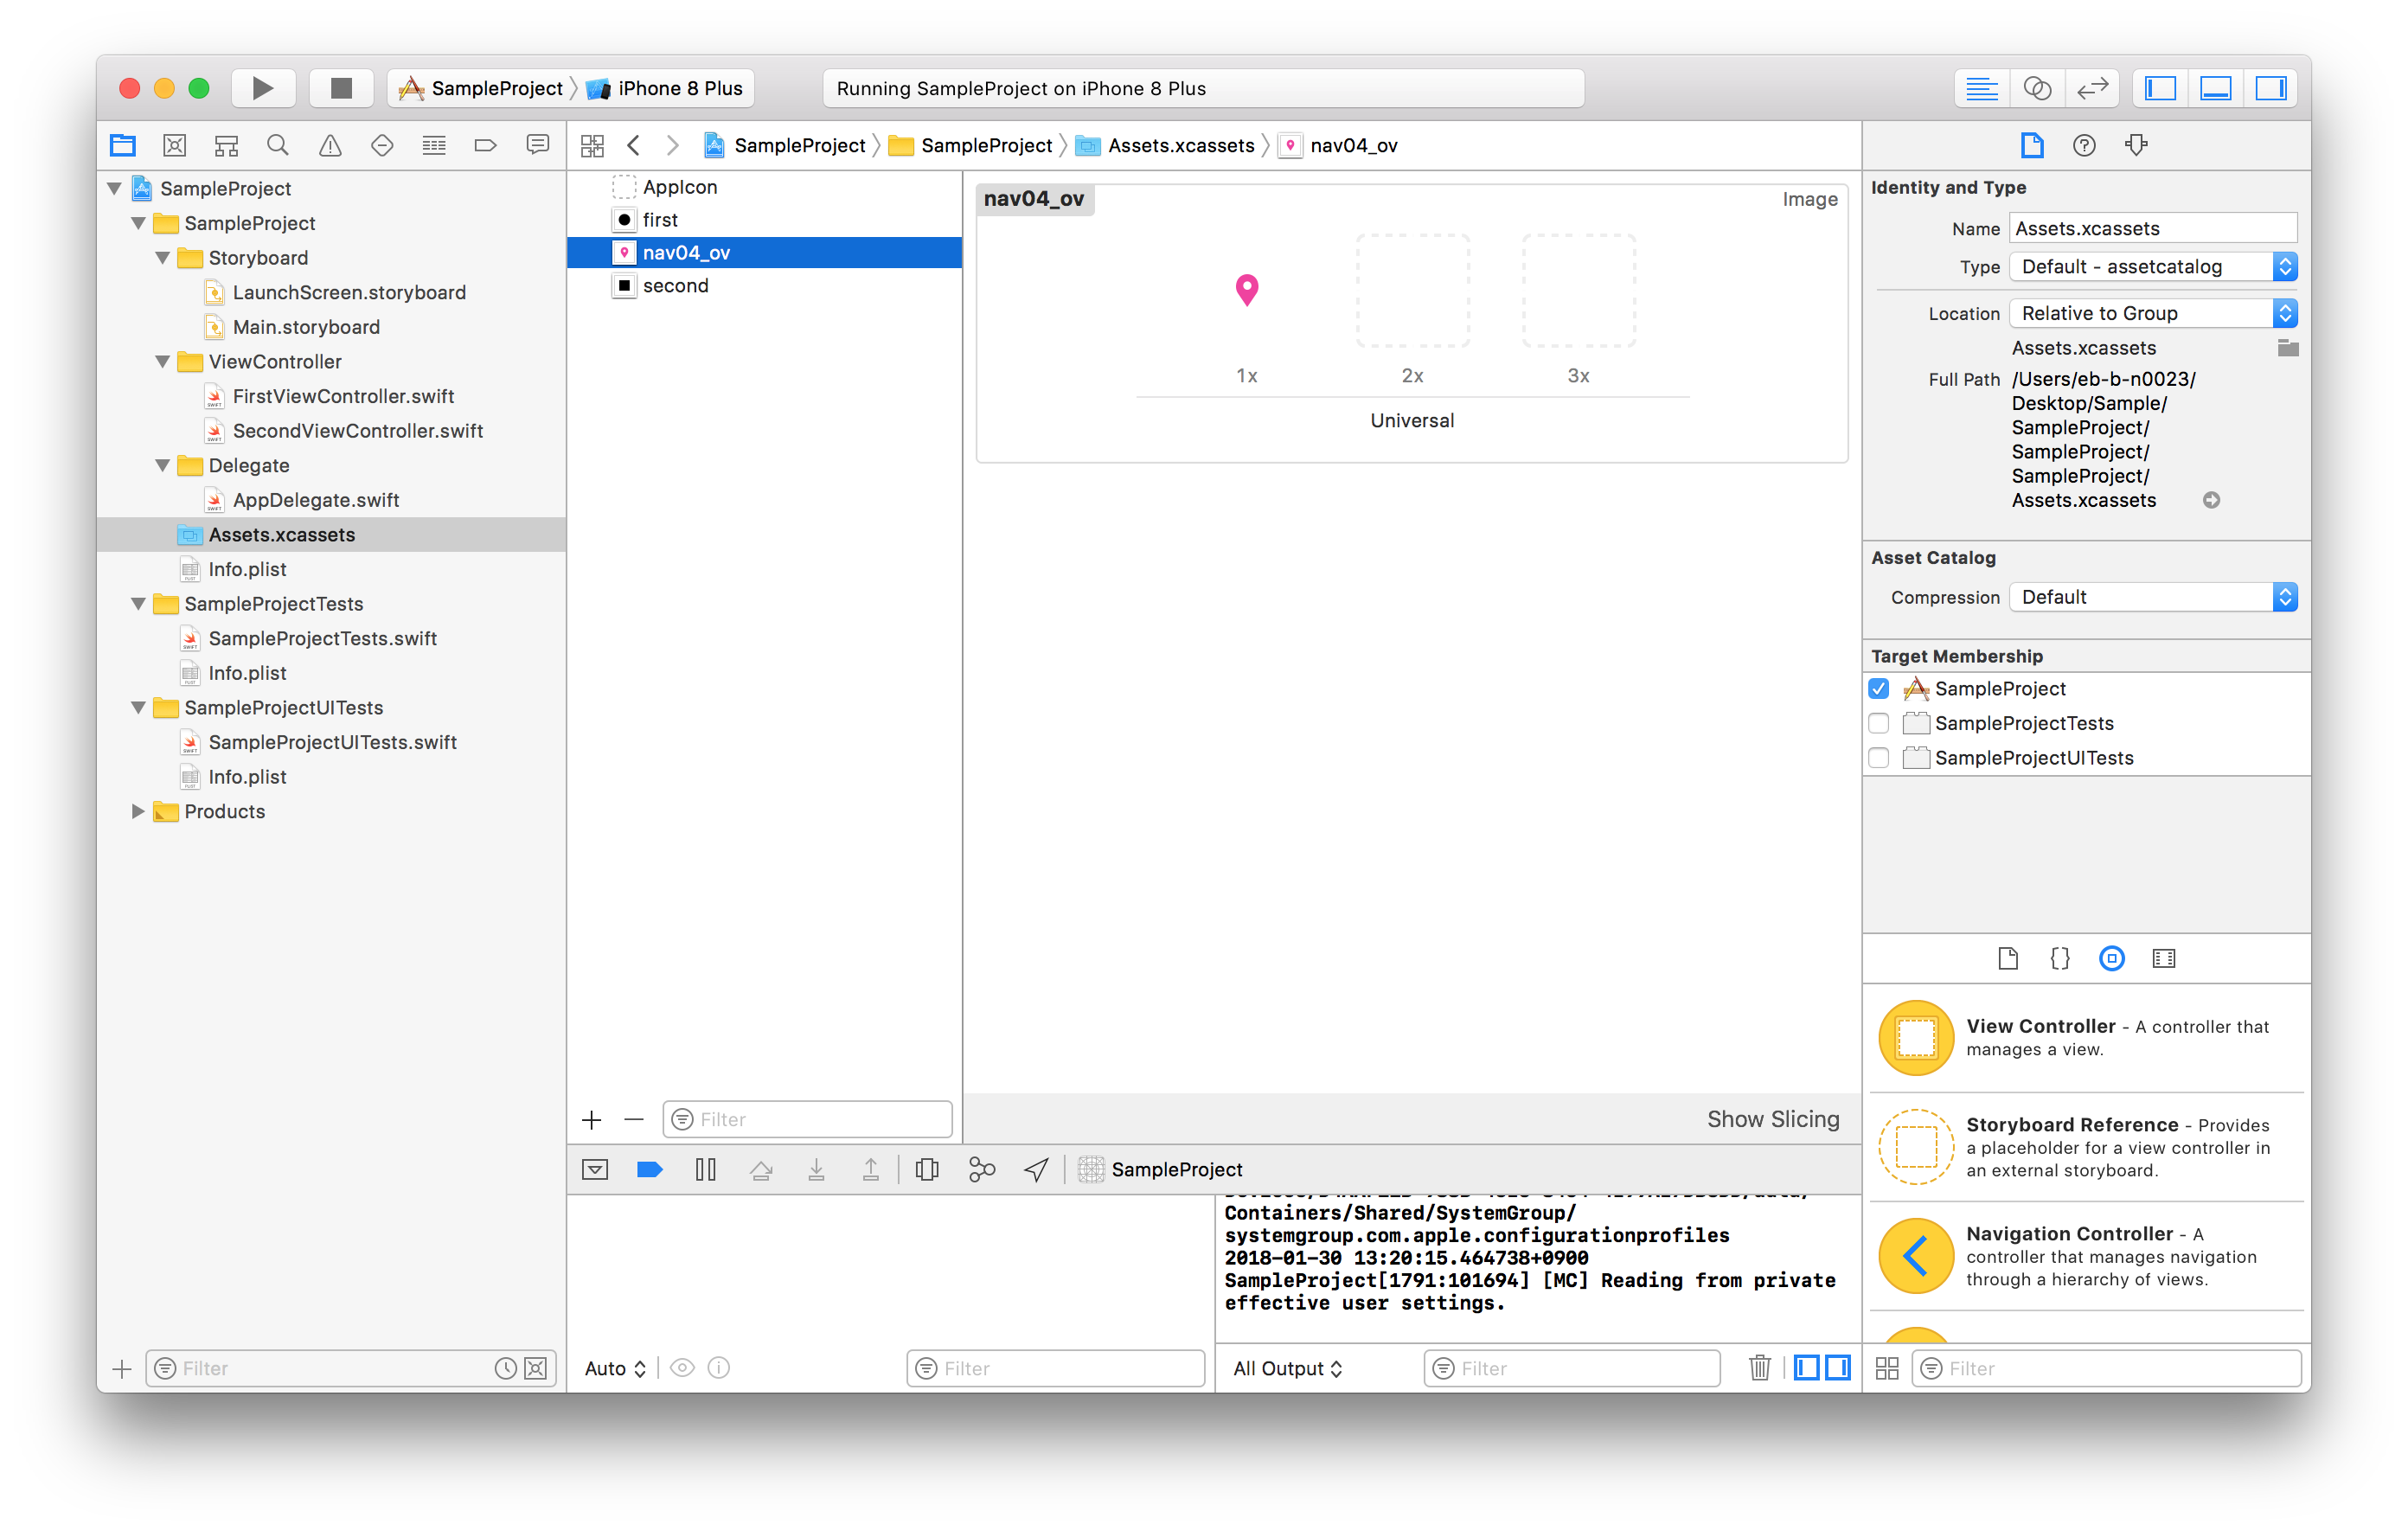 SampleProject
iPhone 8 Plus
Running SampleProject on iPhone 8 Plus
SampleProject
SampleProject
Assets.xcassets
nav04_ov
SampleProject
SampleProject
Storyboard
LaunchScreen.storyboard
Main.storyboard
ViewController
FirstViewController.swift
SecondViewController.swift
Delegate
AppDelegate.swift
Assets.xcassets
Info.plist
SampleProjectTests
SampleProjectTests.swift
Info.plist
SampleProjectUITests
SampleProjectUITests.swift
Info.plist
Products
Filter
AppIcon
first
nav04_ov
second
Filter
nav04_ov
Image
1x
2x
3x
Universal
Show Slicing
SampleProject
Containers/Shared/SystemGroup/
systemgroup.com.apple.configurationprofiles
2018-01-30 13:20:15.464738+0900
SampleProject[1791:101694] [MC] Reading from private
effective user settings.
Auto
Filter
All Output
Filter
Identity and Type
Name Assets.xcassets
Type Default - assetcatalog
Location Relative to Group
Assets.xcassets
Full Path /Users/eb-b-n0023/
Desktop/Sample/
SampleProject/
SampleProject/
SampleProject/
Assets.xcassets
Asset Catalog
Compression Default
Target Membership
SampleProject
SampleProjectTests
SampleProjectUITests
View Controller - A controller that
manages a view.
Storyboard Reference - Provides
a placeholder for a view controller in
an external storyboard.
Navigation Controller - A
controller that manages navigation
through a hierarchy of views.
Filter